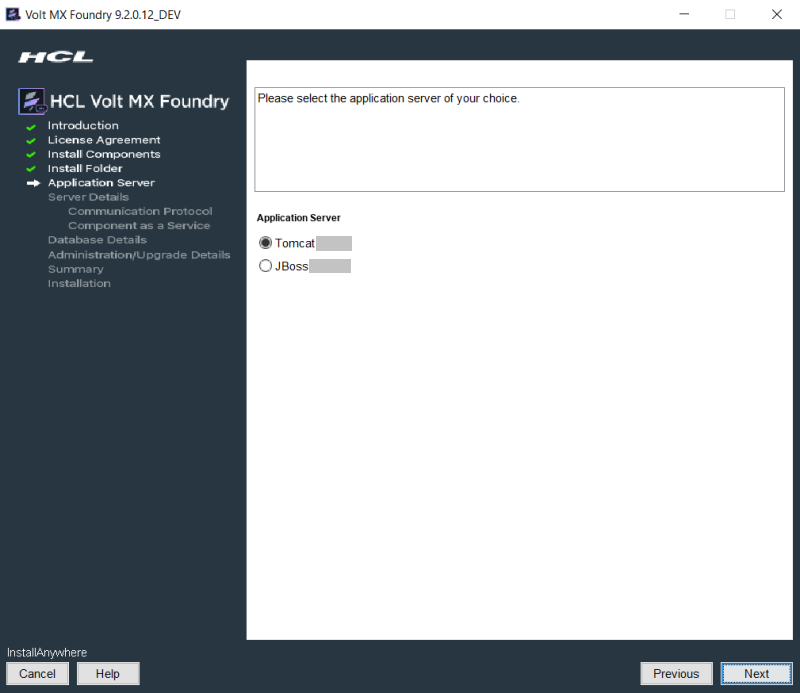 Volt MX Foundry 9.2.0.12_DEV
HCL
HCL Volt MX Foundry
Introduction
License Agreement
Install Components
Install Folder
Application Server
Server Details
Communication Protocol
Component as a Service
Database Details
Administration/Upgrade Details
Summary
Installation
Please select the application server of your choice.
Application Server
Tomcat
JBoss
InstallAnywhere
Cancel
Help
Previous
Next